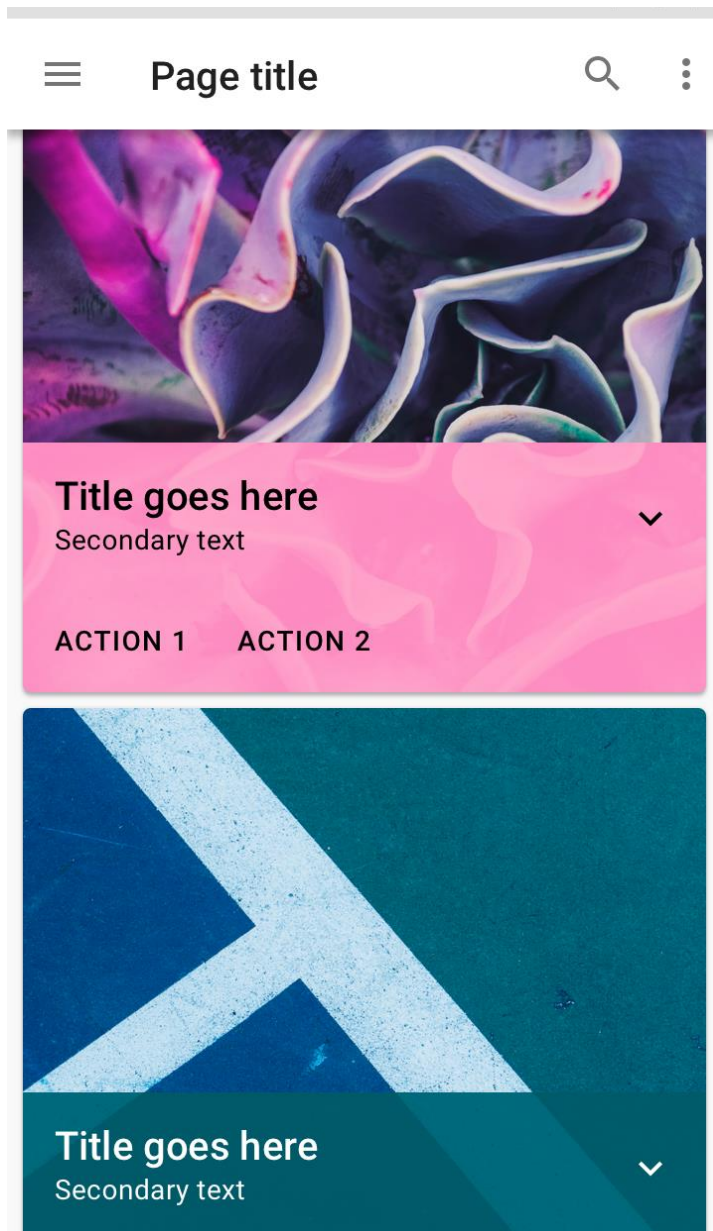 Page title
Title goes here
Secondary text
ACTION 1 ACTION 2
Title goes here
Secondary text